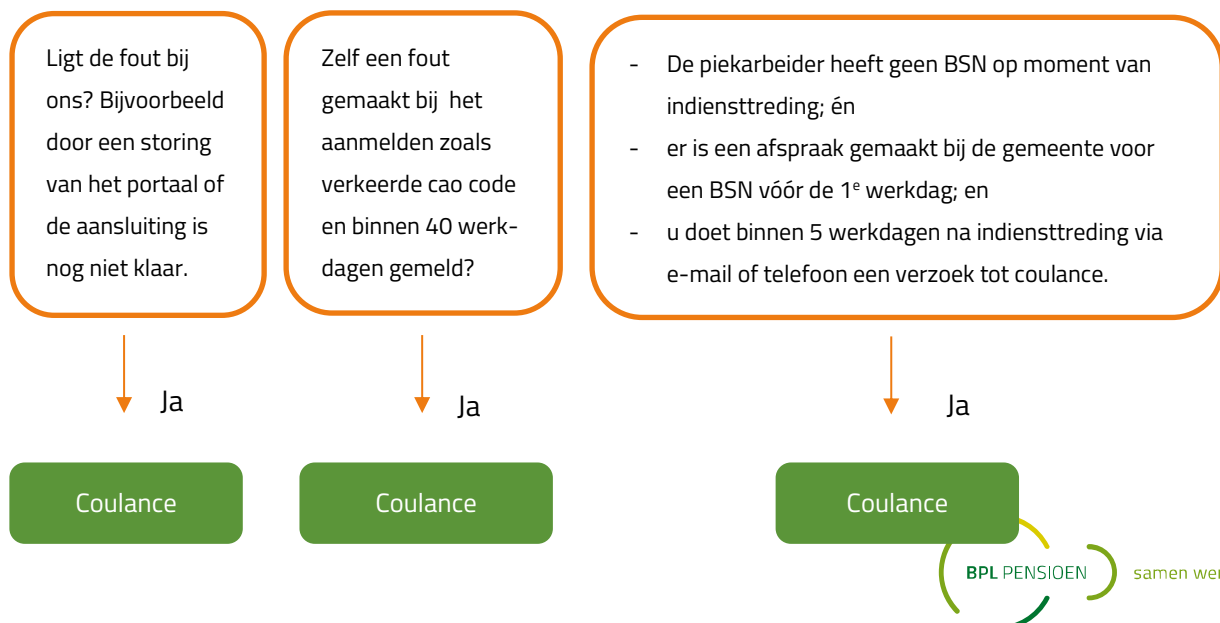 Ligt de fout bij
ons? Bijvoorbeeld
door een storing
van het portaal of
de aansluiting is
nog niet klaar.
Ja
Coulance
Zelf een fout
gemaakt bij het
aanmelden zoals
verkeerde cao code
en binnen 40 werk-
dagen gemeld?
Ja
Coulance
- De piekarbeider heeft geen BSN op moment van
indiensttreding; én
- er is een afspraak gemaakt bij de gemeente voor
een BSN vóór de 1e werkdag; en
- u doet binnen 5 werkdagen na indiensttreding via
e-mail of telefoon een verzoek tot coulance.
Ja
Coulance
BPL PENSIOEN
samen